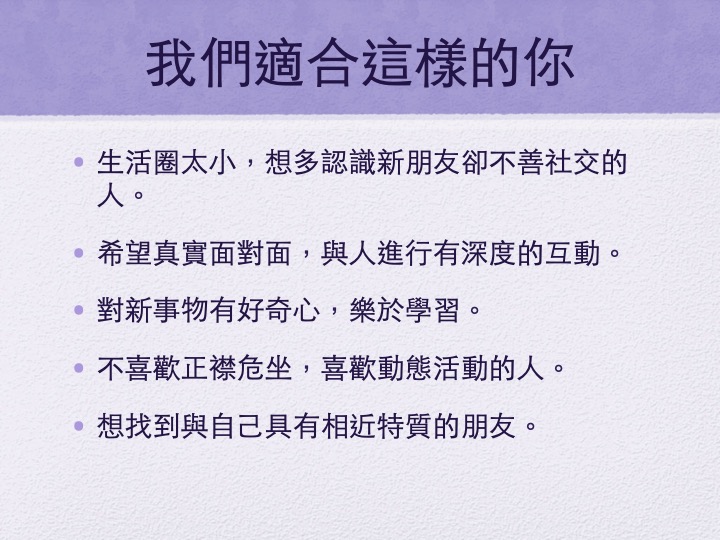 我們適合這樣的你
• 生活圈太小，想多認識新朋友卻不善社交的
人。
• 希望真實面對面，與人進行有深度的互動。
• 對新事物有好奇心，樂於學習。
• 不喜歡正襟危坐，喜歡動態活動的人。
• 想找到與自己具有相近特質的朋友。